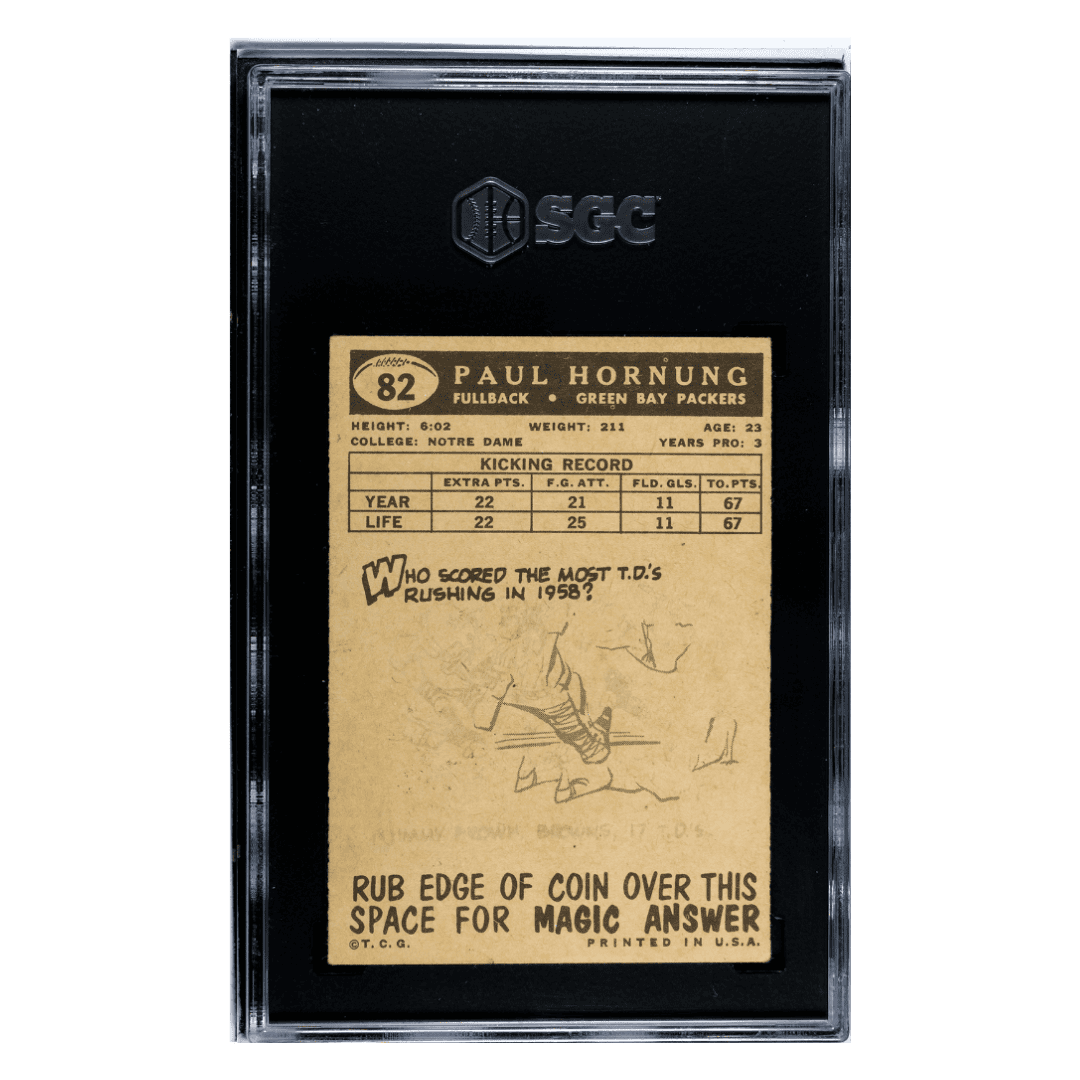 SGC
82
PAUL HORNUNG
FULLBACK • GREEN BAY PACKERS
HEIGHT: 6:02 WEIGHT: 211 AGE: 23
COLLEGE: NOTRE DAME YEARS PRO: 3
KICKING RECORD
EXTRA PTS. F.G. ATT. FLD. GLS. TO. PTS.
YEAR 22 21 11 67
LIFE 22 25 11 67
WHO SCORED THE MOST T.D.'S
RUSHING IN 1958?
BROWNS, 17 T.D.'S
RUB EDGE OF COIN OVER THIS
SPACE FOR MAGIC ANSWER
©T.C.G. PRINTED IN U.S.A.